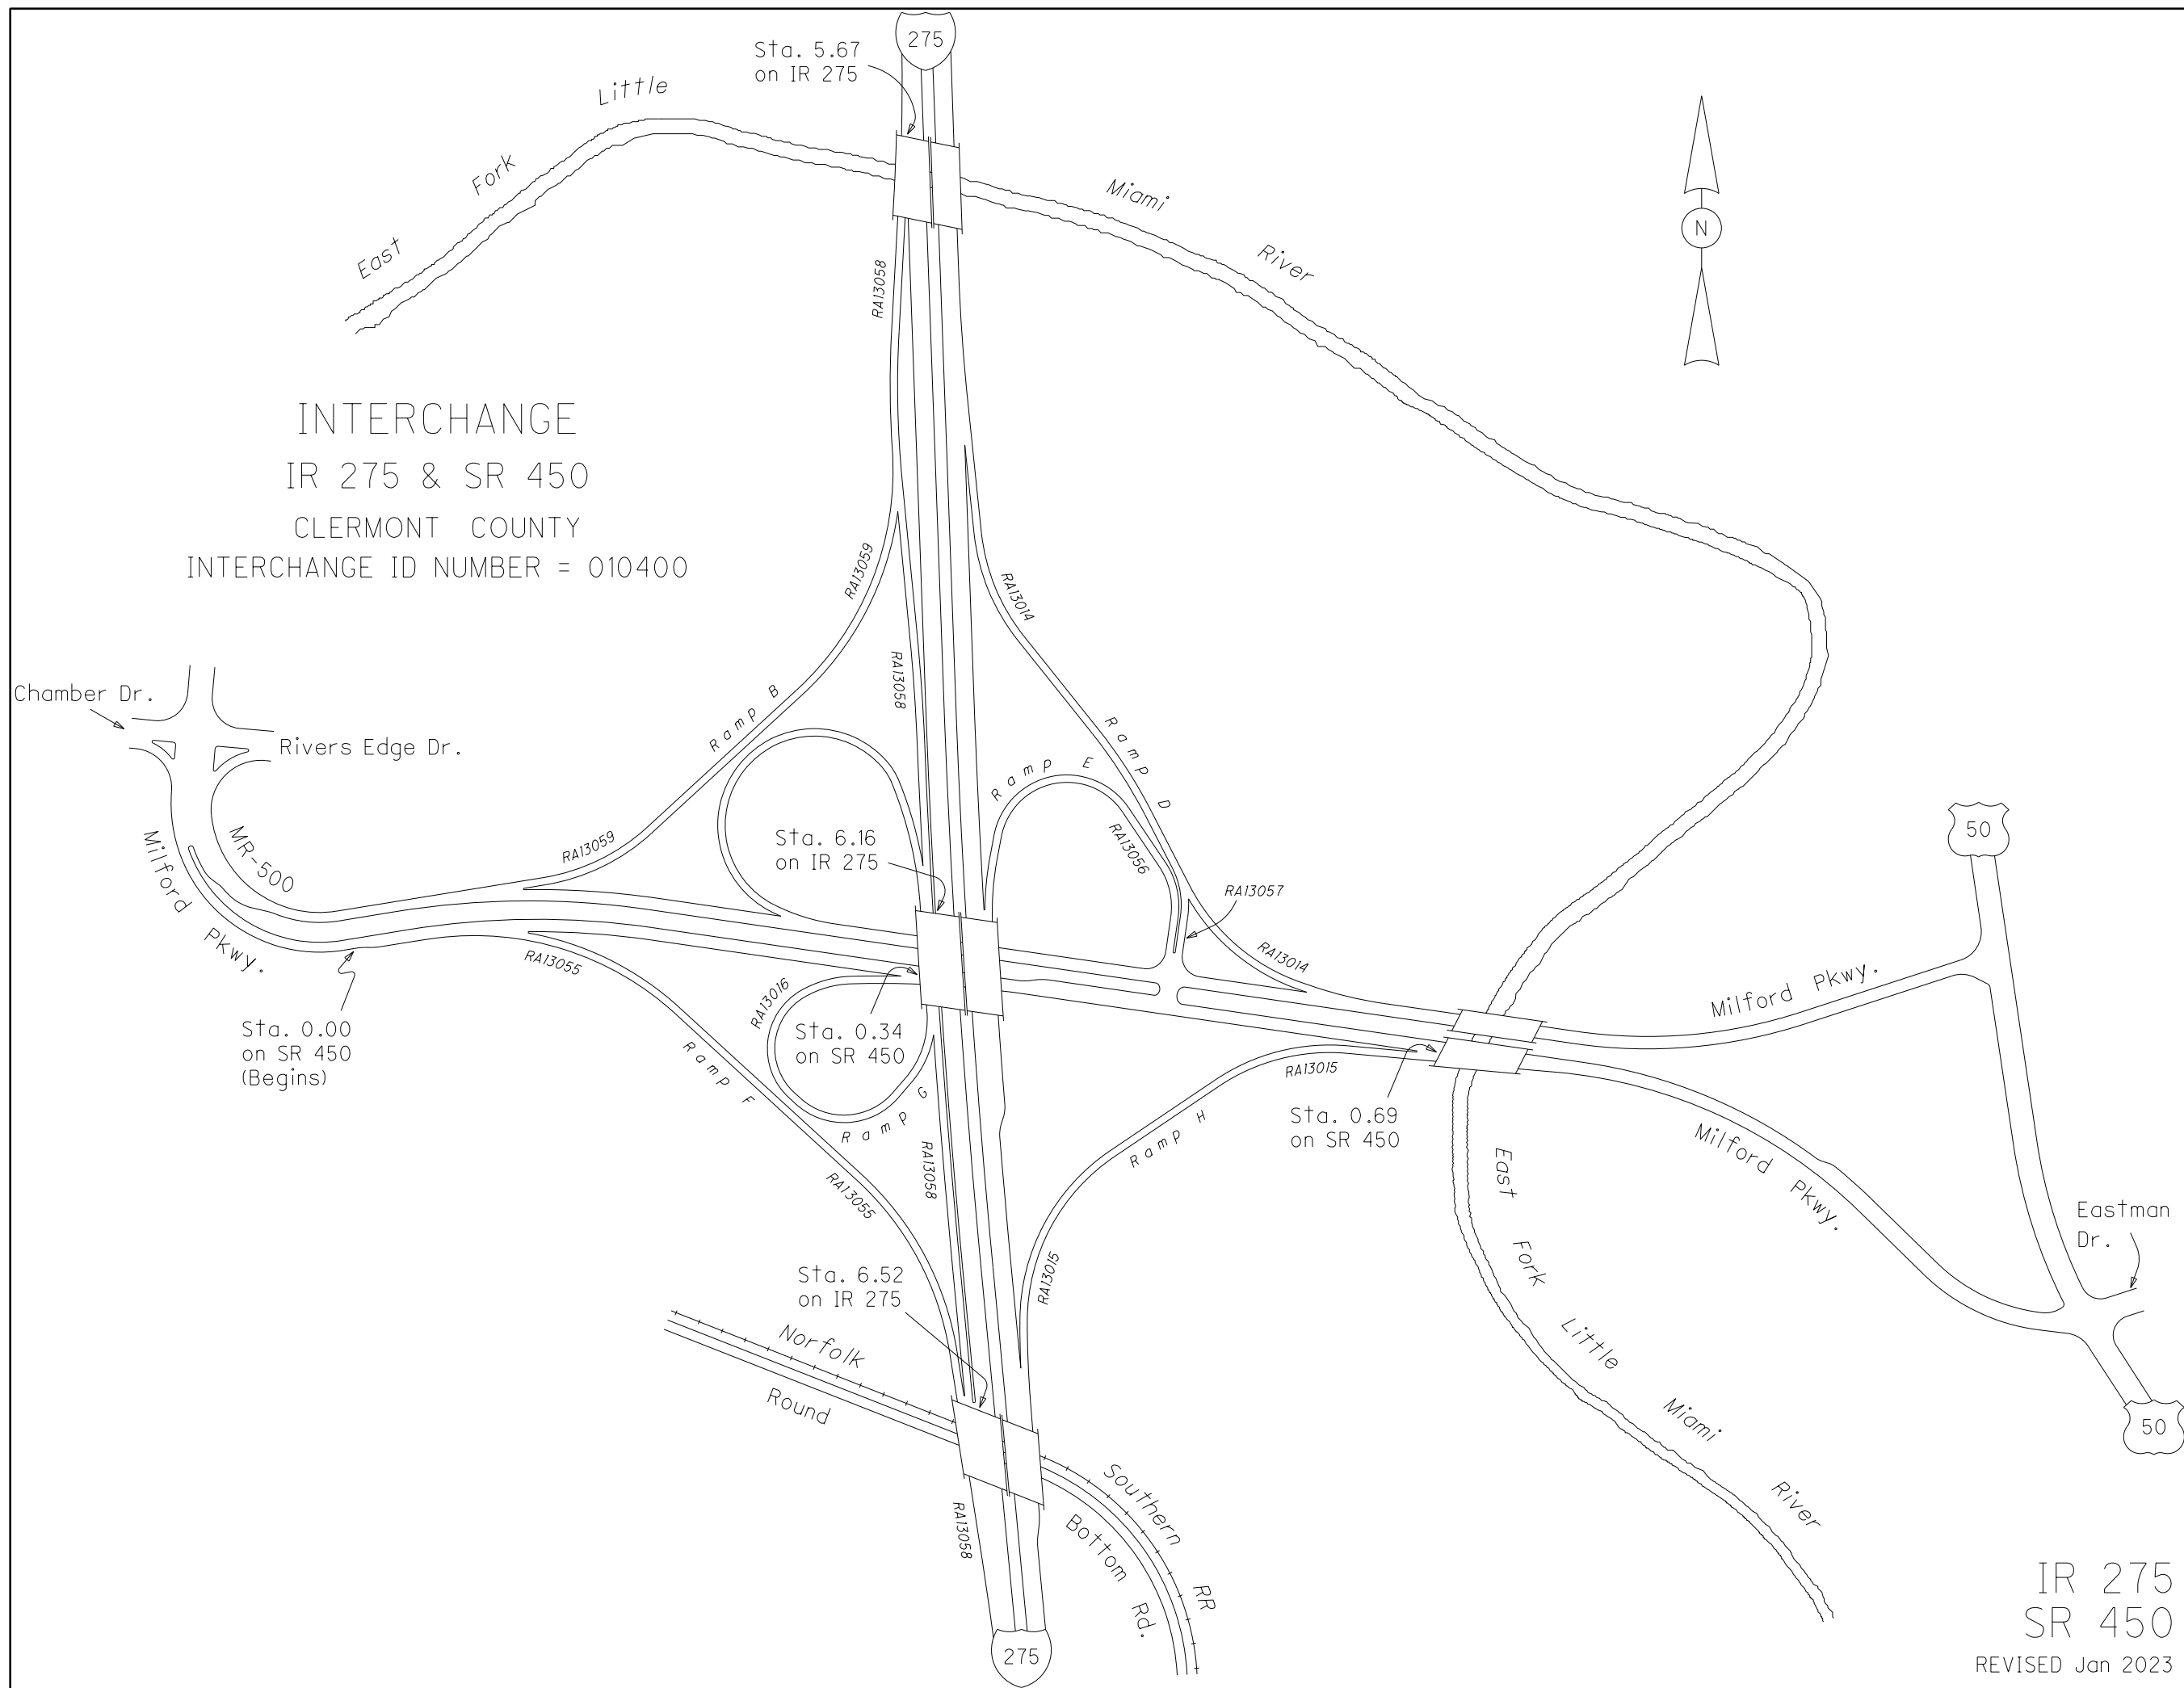 275
Sta. 5.67
on IR 275
East Fork Little Miami River
N
RA13058
INTERCHANGE
IR 275 & SR 450
CLERMONT COUNTY
INTERCHANGE ID NUMBER = 010400
RA13059
RA13014
RA13058
Chamber Dr.
Rivers Edge Dr.
Ramp B
Ramp D
Ramp E
RA13056
Sta. 6.16
on IR 275
50
MR-500
Milford Pkwy.
RA13059
RA13057
RA13055
RA13014
RA13016
Milford Pkwy.
Sta. 0.00
on SR 450
(Begins)
Sta. 0.34
on SR 450
Ramp F
Ramp G
RA13015
Ramp H
Sta. 0.69
on SR 450
Milford Pkwy.
RA13058
RA13055
East Fork Little Miami River
Eastman
Dr.
RA13015
Sta. 6.52
on IR 275
Norfolk Southern RR
Round Bottom Rd.
50
RA13058
275
IR 275
SR 450
REVISED Jan 2023